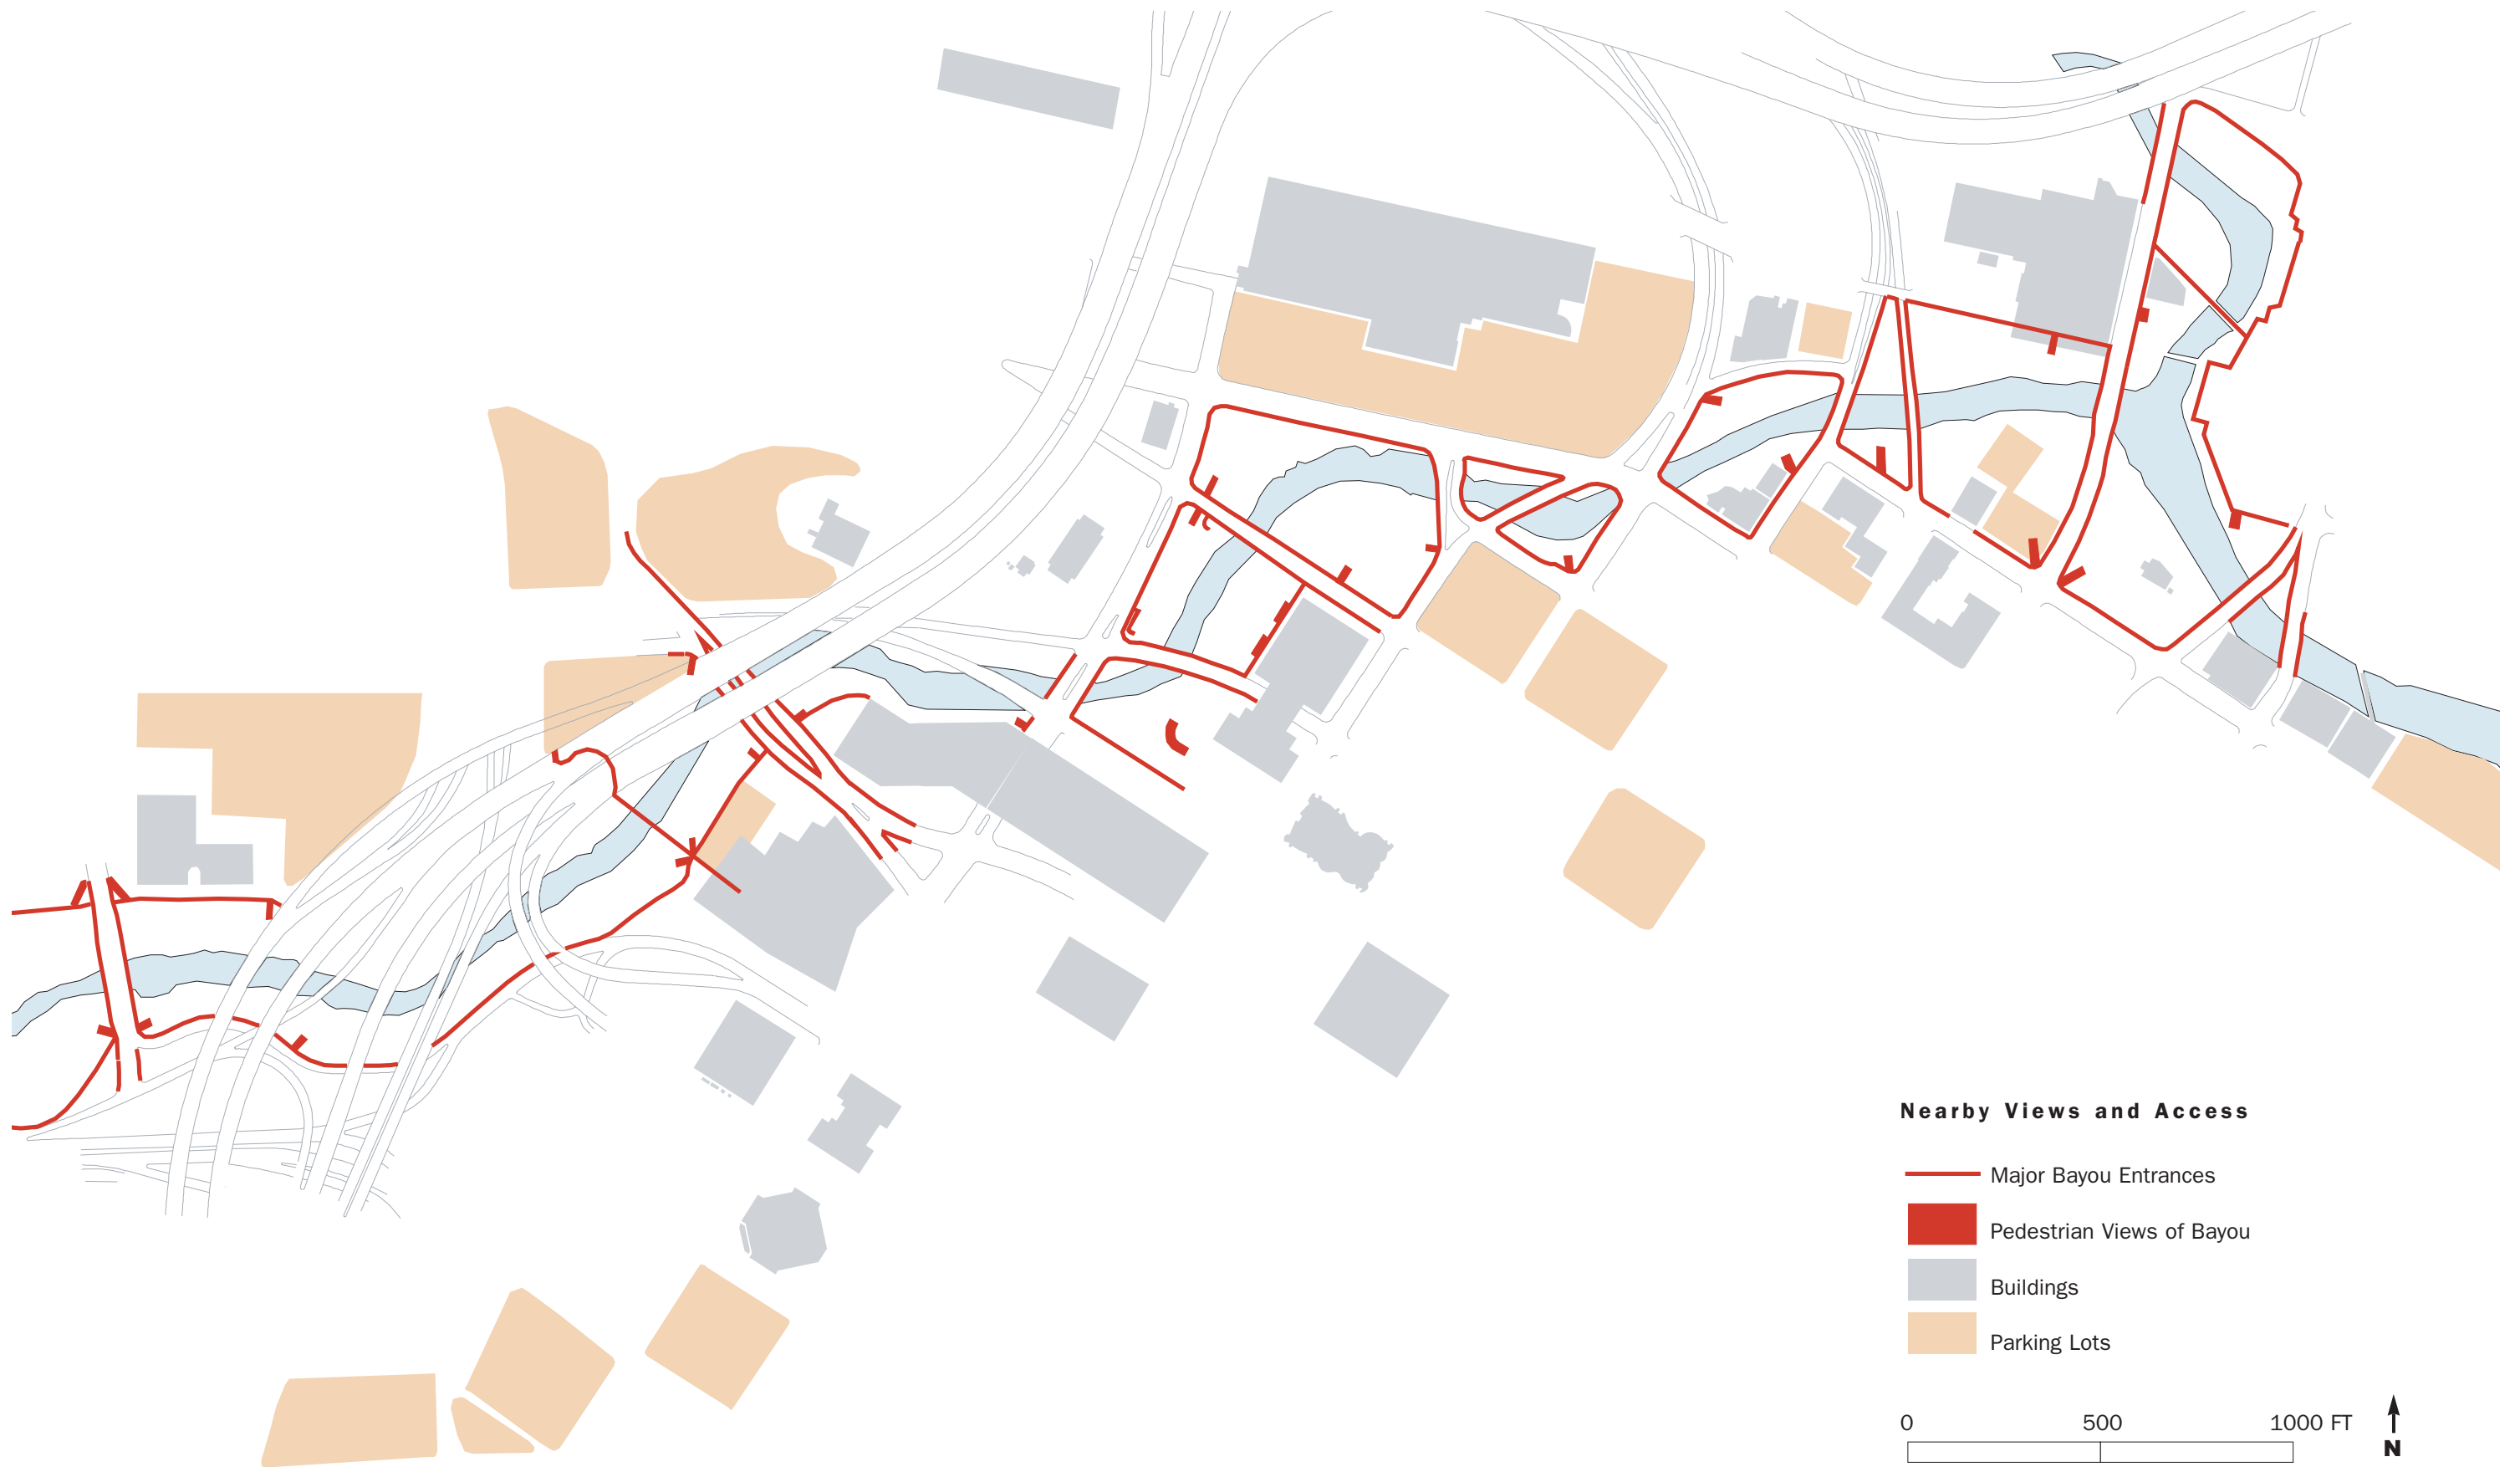 Nearby Views and Access
Major Bayou Entrances
Pedestrian Views of Bayou
Buildings
Parking Lots
0 500 1000 FT
N